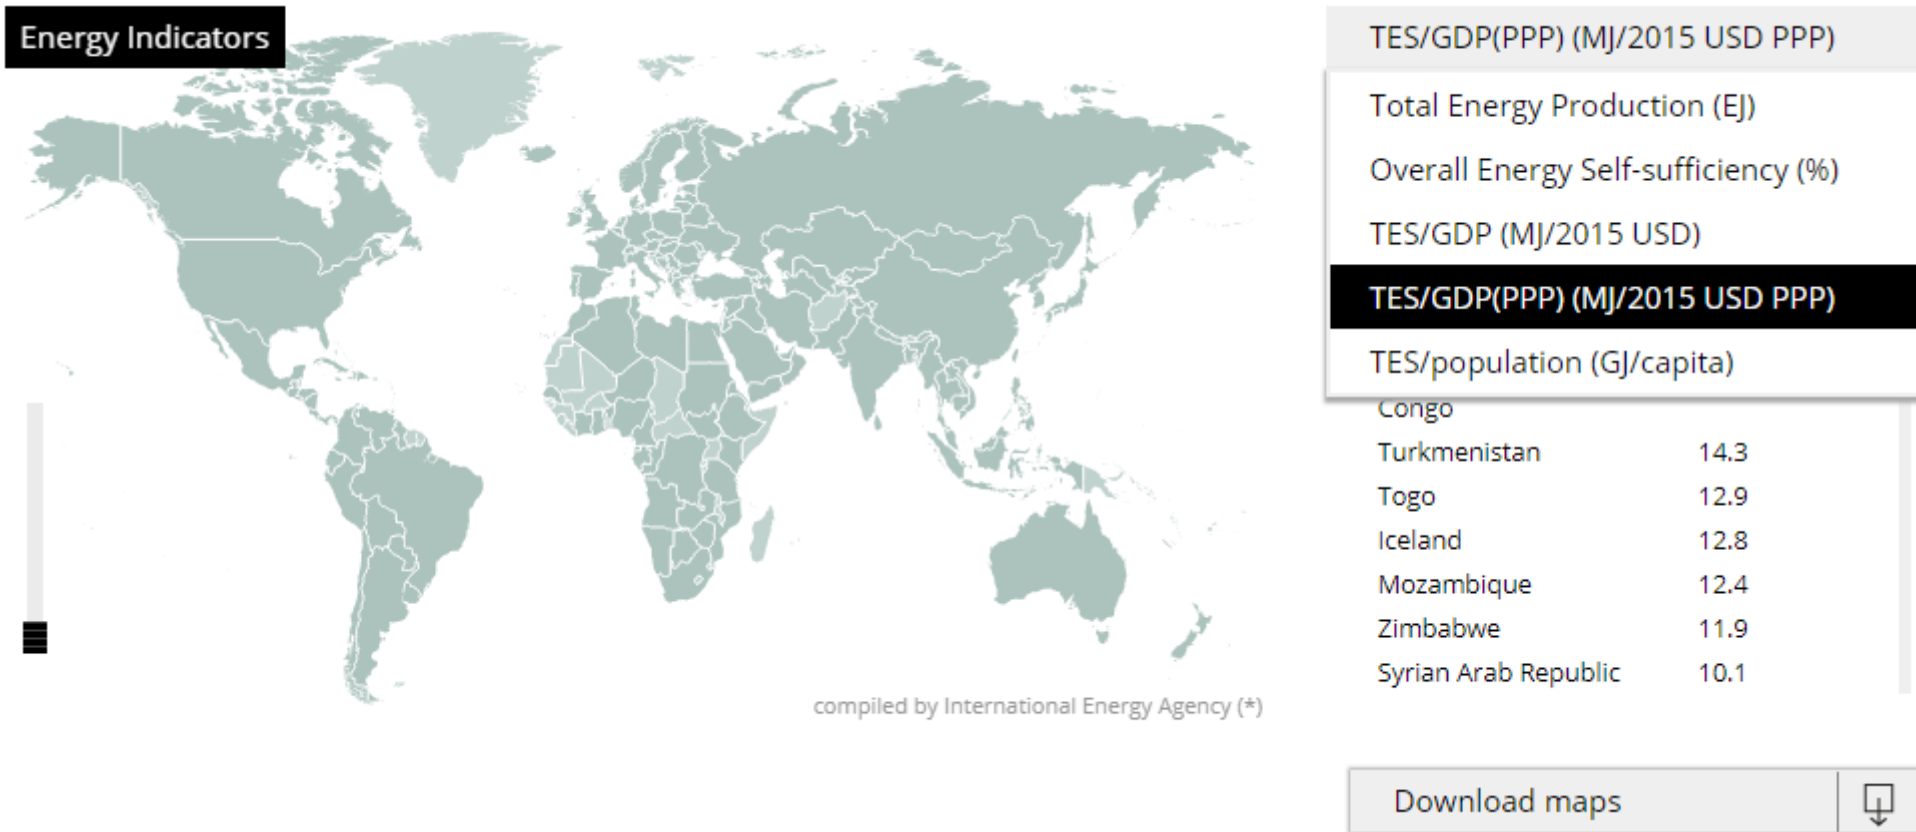 Energy Indicators
TES/GDP(PPP) (MJ/2015 USD PPP)
Total Energy Production (EJ)
Overall Energy Self-sufficiency (%)
TES/GDP (MJ/2015 USD)
TES/GDP(PPP) (MJ/2015 USD PPP)
TES/population (GJ/capita)
Congo
Turkmenistan 14.3
Togo 12.9
Iceland 12.8
Mozambique 12.4
Zimbabwe 11.9
Syrian Arab Republic 10.1
compiled by International Energy Agency (*)
Download maps